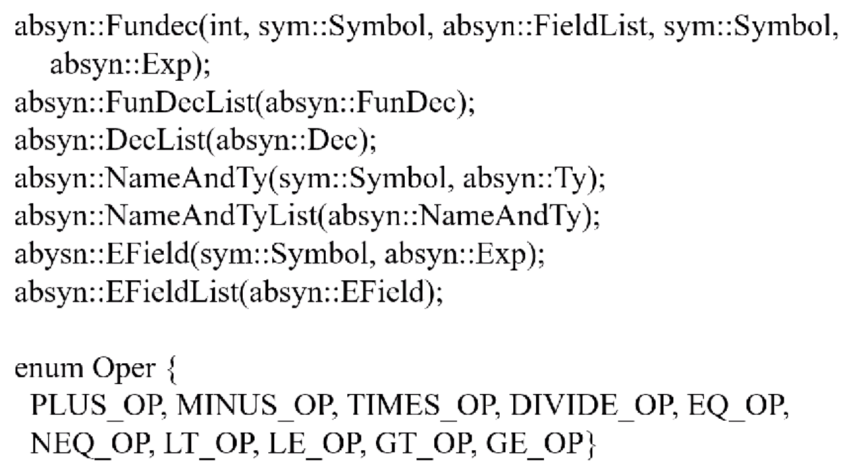 absyn::Fundec(int, sym::Symbol, absyn::FieldList, sym::Symbol,
absyn::Exp);
absyn::FunDecList(absyn::FunDec);
absyn::DecList(absyn::Dec);
absyn::NameAndTy(sym::Symbol, absyn::Ty);
absyn::NameAndTyList(absyn::NameAndTy);
abysn::EField(sym::Symbol, absyn::Exp);
absyn::EFieldList(absyn::EField);
enum Oper {
PLUS_OP, MINUS_OP, TIMES_OP, DIVIDE_OP, EQ_OP,
NEQ_OP, LT_OP, LE_OP, GT_OP, GE_OP}